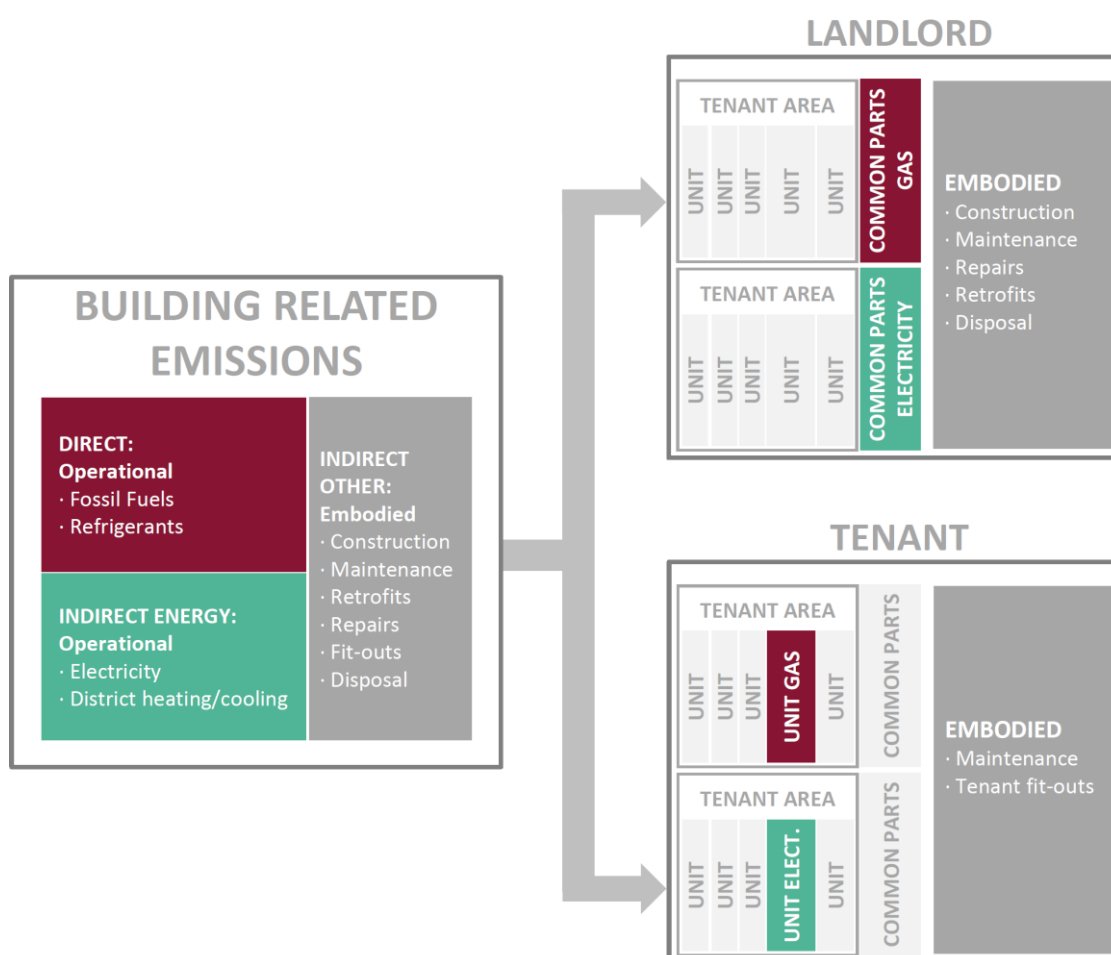 BUILDING RELATED
EMISSIONS
DIRECT:
Operational
· Fossil Fuels
· Refrigerants
INDIRECT ENERGY:
Operational
· Electricity
· District heating/cooling
INDIRECT
OTHER:
Embodied
· Construction
· Maintenance
· Retrofits
· Repairs
· Fit-outs
· Disposal
LANDLORD
TENANT AREA
UNIT
UNIT
UNIT
UNIT
UNIT
COMMON PARTS
GAS
TENANT AREA
UNIT
UNIT
UNIT
UNIT
UNIT
COMMON PARTS
ELECTRICITY
EMBODIED
· Construction
· Maintenance
· Repairs
· Retrofits
· Disposal
TENANT
TENANT AREA
UNIT
UNIT
UNIT
UNIT GAS
UNIT
COMMON PARTS
TENANT AREA
UNIT
UNIT
UNIT
UNIT ELECT.
UNIT
COMMON PARTS
EMBODIED
· Maintenance
· Tenant fit-outs